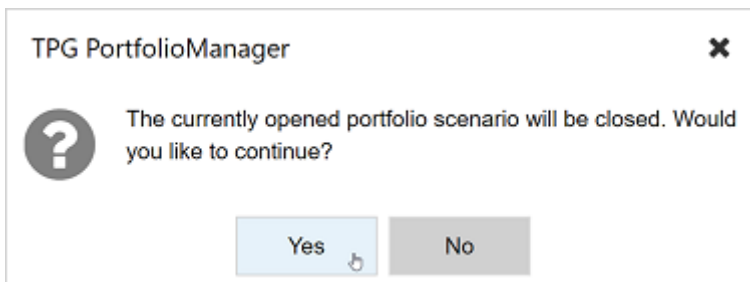 TPG PortfolioManager
The currently opened portfolio scenario will be closed. Would
you like to continue?
Yes
No